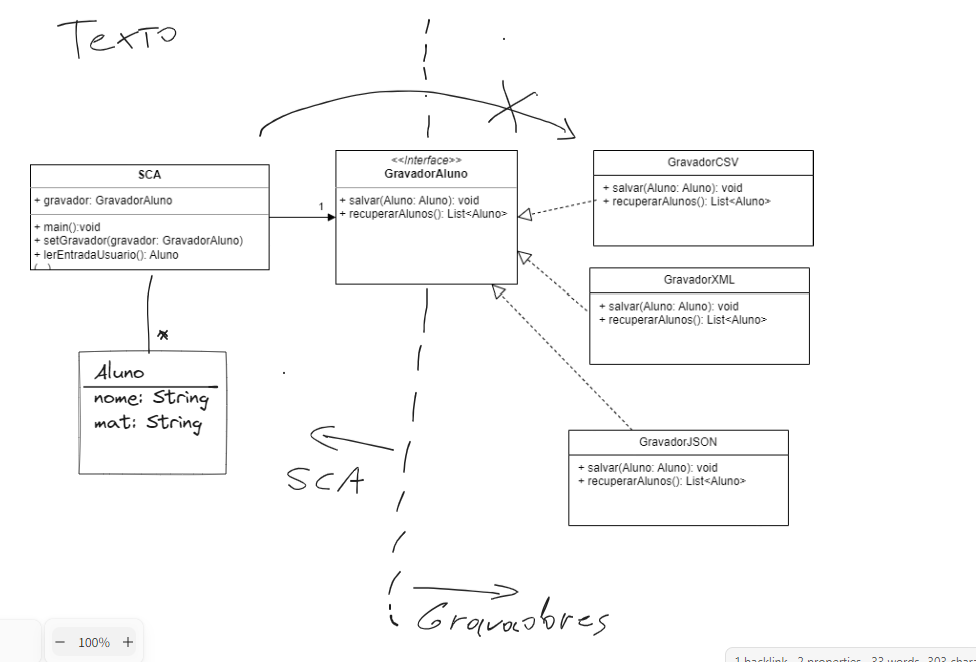 Texto
SCA
+ gravador: GravadorAluno
+ main():void
+ setGravador(gravador: GravadorAluno)
+ lerEntradaUsuario(): Aluno
1
<<Interface>>
GravadorAluno
+ salvar(Aluno: Aluno): void
+ recuperarAlunos(): List<Aluno>
GravadorCSV
+ salvar(Aluno: Aluno): void
+ recuperarAlunos(): List<Aluno>
GravadorXML
+ salvar(Aluno: Aluno): void
+ recuperarAlunos(): List<Aluno>
*
Aluno
nome: String
mat: String
GravadorJSON
+ salvar(Aluno: Aluno): void
+ recuperarAlunos(): List<Aluno>
SCA
Gravadores
− 100% +
1 backlink 2 properties 33 words